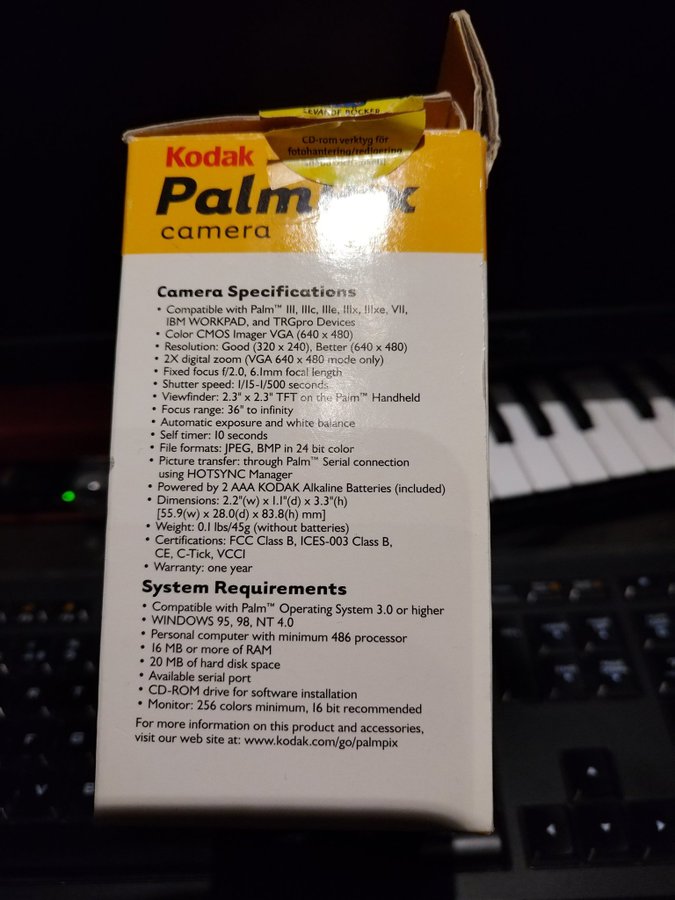 LEVANDE BÖCKER
CD-rom verktyg för
fotohantering/redigering
Kodak
Palm x
camera
Camera Specifications
• Compatible with Palm™ III, IIIc, IIIe, IIIx, IIIxe, VII,
IBM WORKPAD, and TRGpro Devices
• Color CMOS Imager VGA (640 x 480)
• Resolution: Good (320 x 240), Better (640 x 480)
• 2X digital zoom (VGA 640 x 480 mode only)
• Fixed focus f/2.0, 6.1mm focal length
• Shutter speed: 1/15-1/500 seconds
• Viewfinder: 2.3" x 2.3" TFT on the Palm™ Handheld
• Focus range: 36" to infinity
• Automatic exposure and white balance
• Self timer: 10 seconds
• File formats: JPEG, BMP in 24 bit color
• Picture transfer: through Palm™ Serial connection
using HOTSYNC Manager
• Powered by 2 AAA KODAK Alkaline Batteries (included)
• Dimensions: 2.2"(w) x 1.1"(d) x 3.3"(h)
[55.9(w) x 28.0(d) x 83.8(h) mm]
• Weight: 0.1 lbs/45g (without batteries)
• Certifications: FCC Class B, ICES-003 Class B,
CE, C-Tick, VCCI
• Warranty: one year
System Requirements
• Compatible with Palm™ Operating System 3.0 or higher
• WINDOWS 95, 98, NT 4.0
• Personal computer with minimum 486 processor
• 16 MB or more of RAM
• 20 MB of hard disk space
• Available serial port
• CD-ROM drive for software installation
• Monitor: 256 colors minimum, 16 bit recommended
For more information on this product and accessories,
visit our web site at: www.kodak.com/go/palmpix